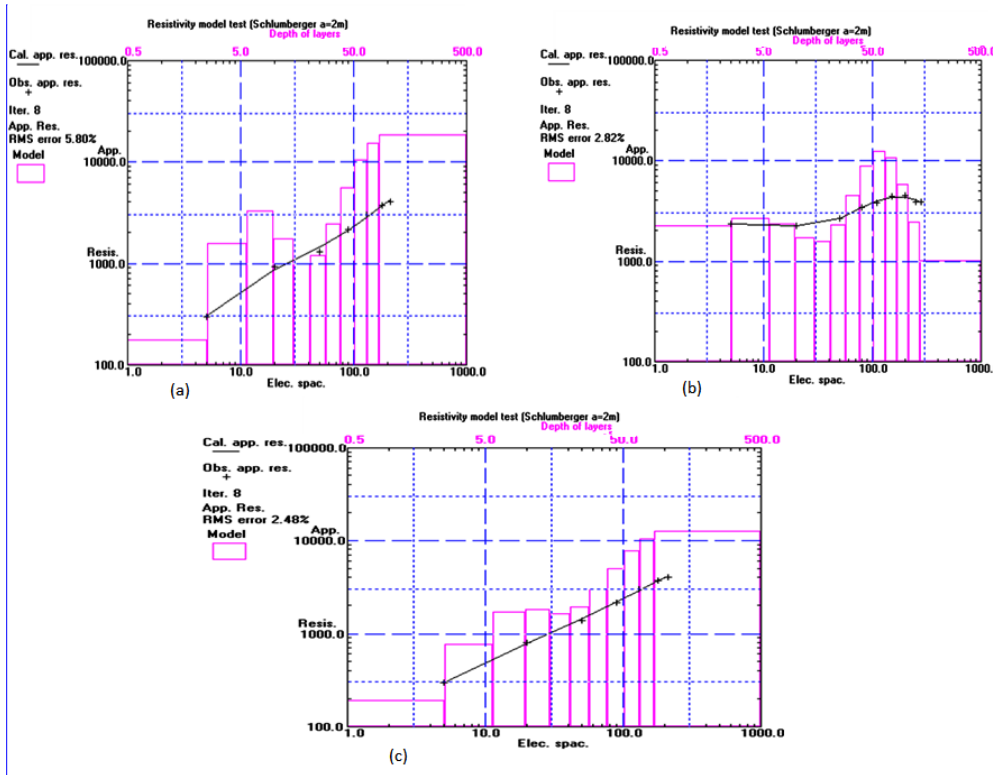 Resistivity model test (Schlumberger a=2m)
Depth of layers
0.5 5.0 50.0 500.0
Cal. app. res.
100000.0
Obs. app. res.
+
Iter. 8
App. Res.
RMS error 5.80%
Model
App.
10000.0
Resis.
1000.0
100.0
1.0 10.0 100.0 1000.0
Elec. spac.
(a)
Resistivity model test (Schlumberger a=2m)
Depth of layers
0.5 5.0 50.0 500.0
Cal. app. res.
100000.0
Obs. app. res.
+
Iter. 8
App. Res.
RMS error 2.82%
Model
App.
10000.0
Resis.
1000.0
100.0
1.0 10.0 100.0 1000.
Elec. spac.
(b)
Resistivity model test (Schlumberger a=2m)
Depth of layers
0.5 5.0 50.0 500.0
Cal. app. res.
100000.0
Obs. app. res.
+
Iter. 8
App. Res.
RMS error 2.48%
Model
App.
10000.0
Resis.
1000.0
100.0
1.0 10.0 100.0 1000.0
Elec. spac.
(c)